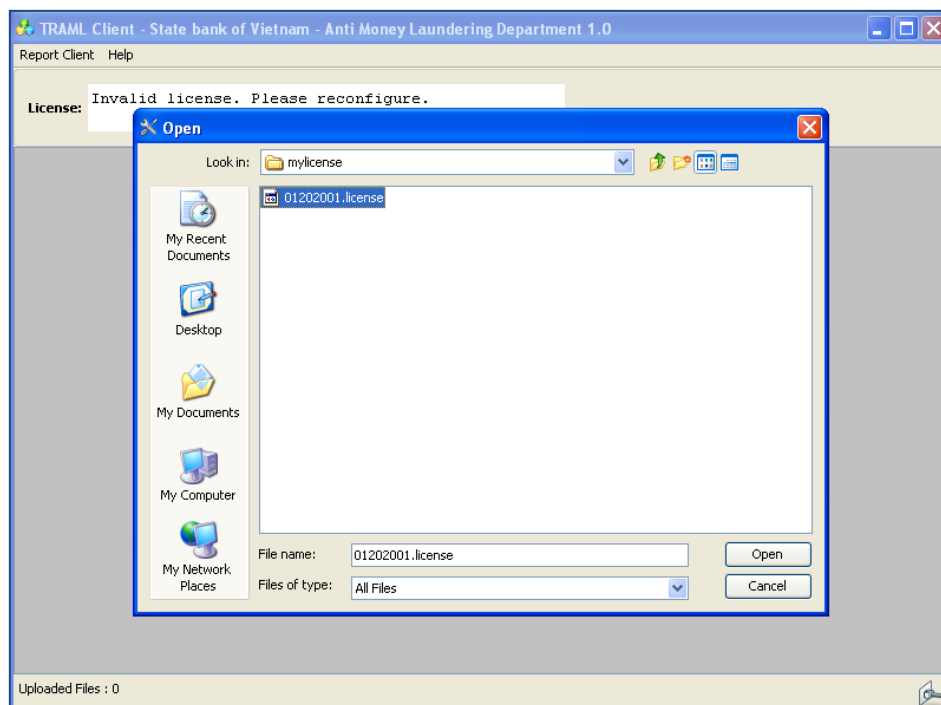 TRAML Client - State bank of Vietnam - Anti Money Laundering Department 1.0
Report Client Help
License: Invalid license. Please reconfigure.
Open
Look in: mylicense
01202001.license
My Recent
Documents
Desktop
My Documents
My Computer
My Network
Places
File name: 01202001.license Open
Files of type: All Files Cancel
Uploaded Files : 0